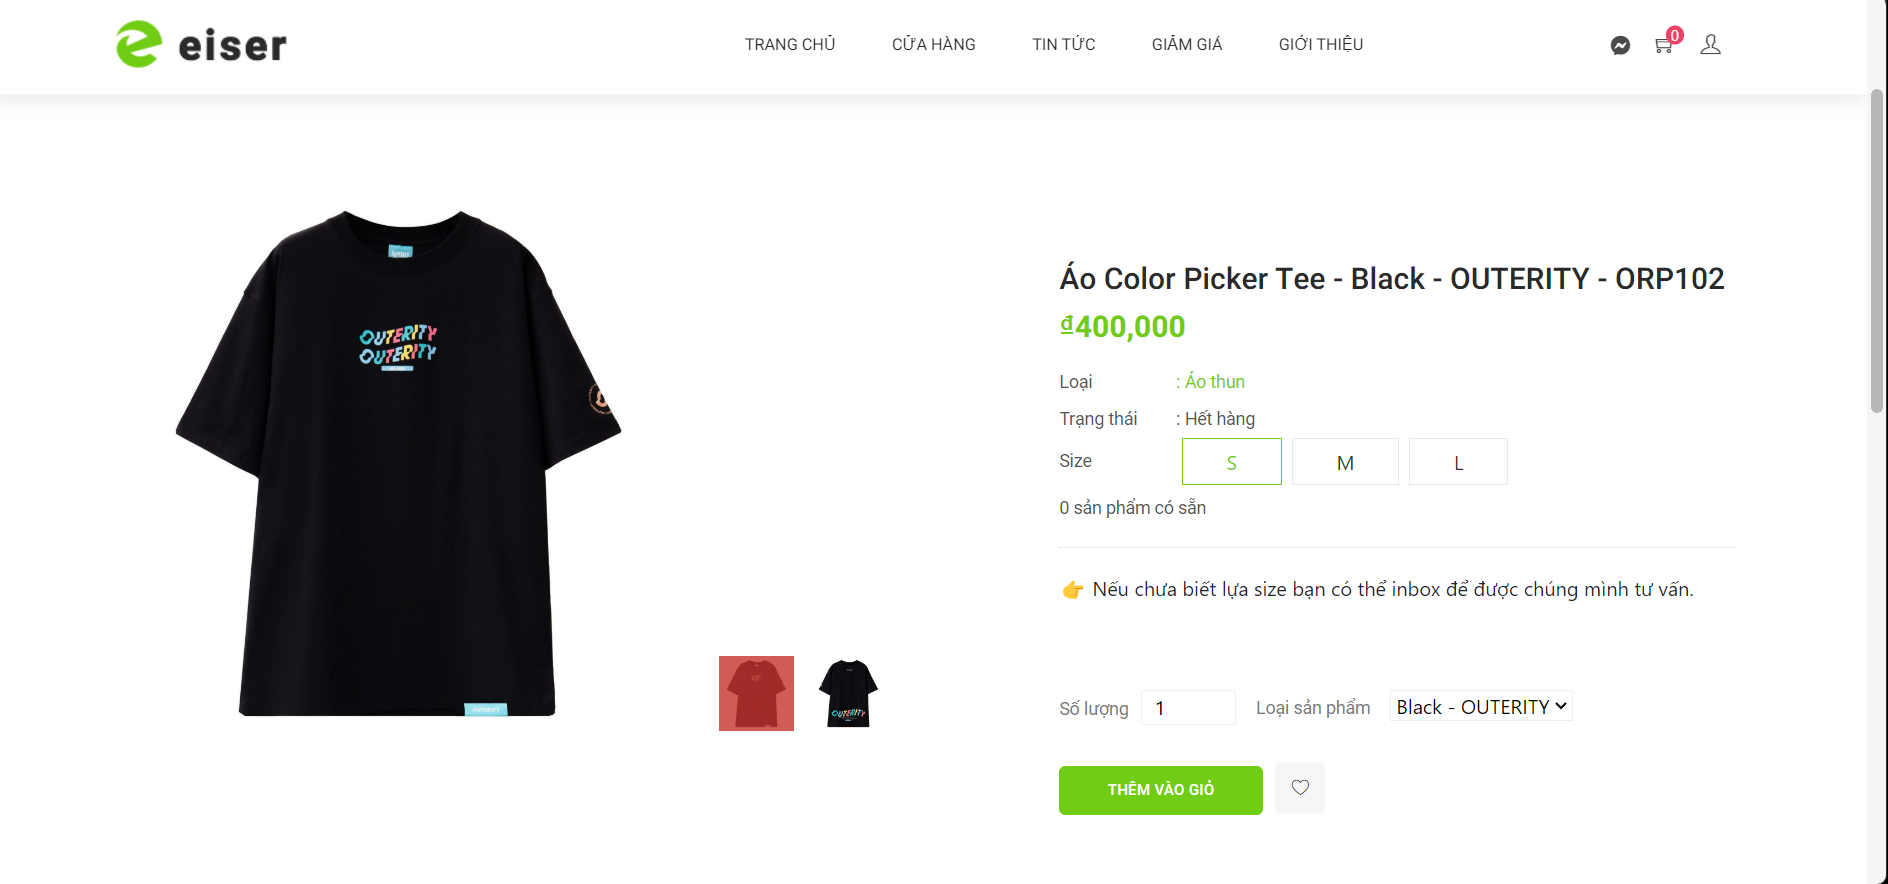 eiser
TRANG CHỦ CỬA HÀNG TIN TỨC GIẢM GIÁ GIỚI THIỆU
0
OUTERITY
OUTERITY
OUTERITY
OUTERITY
Áo Color Picker Tee - Black - OUTERITY - ORP102
₫400,000
Loại : Áo thun
Trạng thái : Hết hàng
Size S M L
0 sản phẩm có sẵn
👉 Nếu chưa biết lựa size bạn có thể inbox để được chúng mình tư vấn.
Số lượng 1 Loại sản phẩm Black - OUTERITY
THÊM VÀO GIỎ